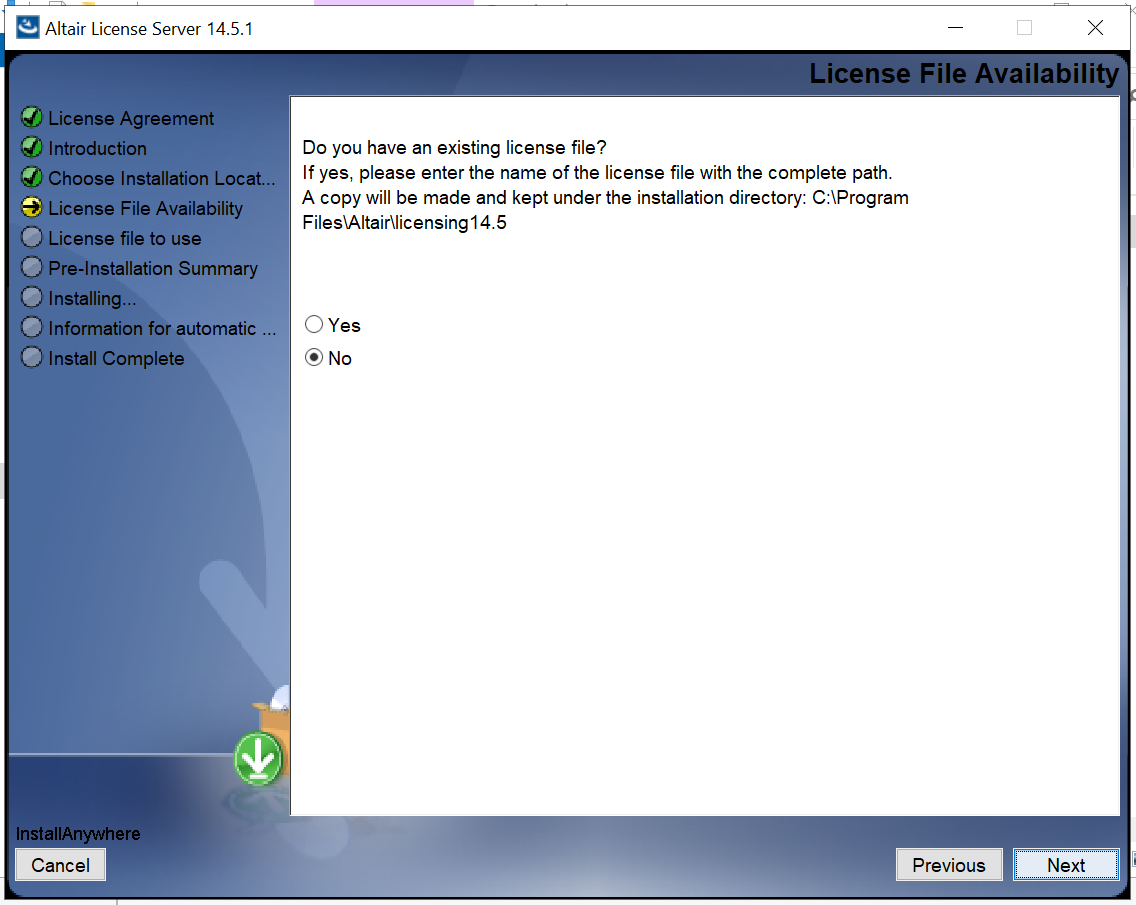 Altair License Server 14.5.1
License File Availability
License Agreement
Introduction
Choose Installation Locat...
License File Availability
License file to use
Pre-Installation Summary
Installing...
Information for automatic ...
Install Complete
Do you have an existing license file?
If yes, please enter the name of the license file with the complete path.
A copy will be made and kept under the installation directory: C:\Program
Files\Altair\licensing14.5
Yes
No
InstallAnywhere
Cancel
Previous
Next